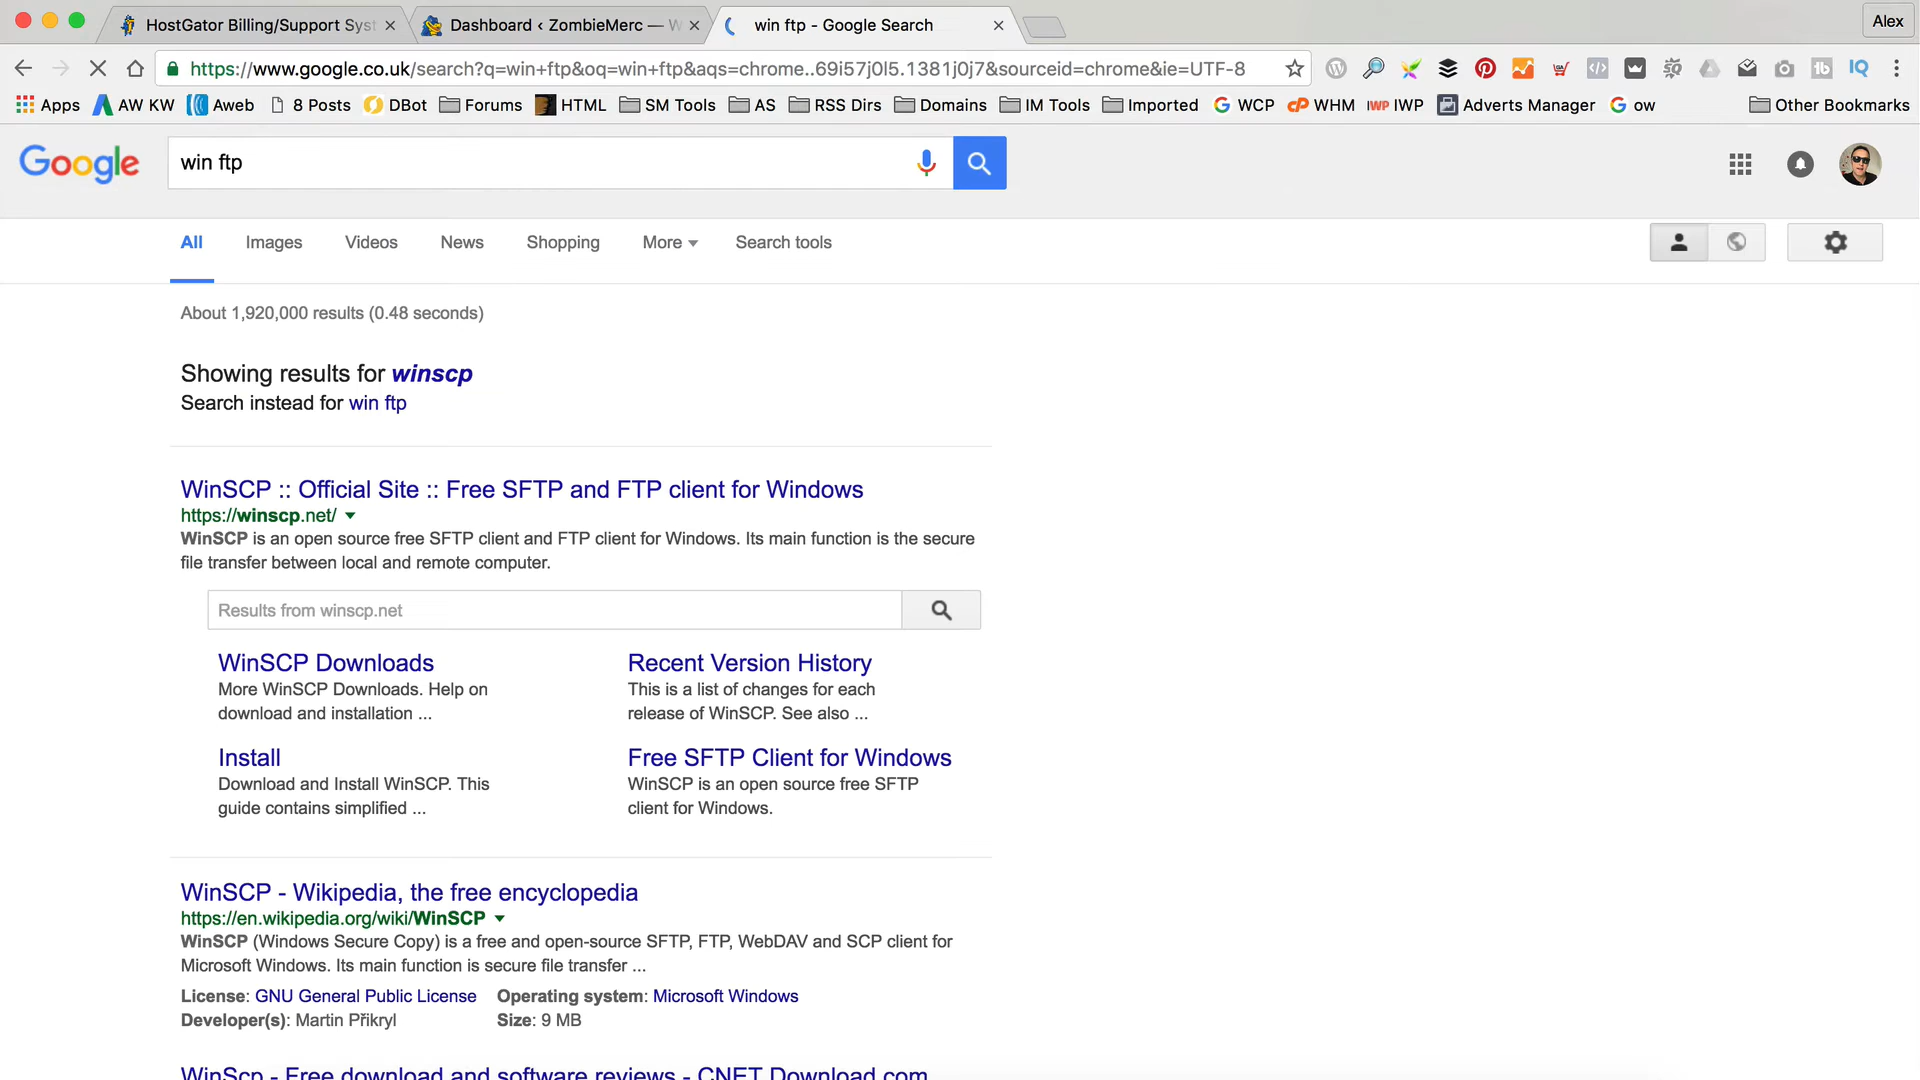 HostGator Billing/Support Syst
Dashboard ‹ ZombieMerc — W
win ftp - Google Search
Alex
https://www.google.co.uk/search?q=win+ftp&oq=win+ftp&aqs=chrome..69i57j0l5.1381j0j7&sourceid=chrome&ie=UTF-8
Apps
AW KW
Aweb
8 Posts
DBot
Forums
HTML
SM Tools
AS
RSS Dirs
Domains
IM Tools
Imported
WCP
WHM
IWP
Adverts Manager
ow
Other Bookmarks
Google
win ftp
All
Images
Videos
News
Shopping
More
Search tools
About 1,920,000 results (0.48 seconds)
Showing results for winscp
Search instead for win ftp
WinSCP :: Official Site :: Free SFTP and FTP client for Windows
https://winscp.net/
WinSCP is an open source free SFTP client and FTP client for Windows. Its main function is the secure
file transfer between local and remote computer.
Results from winscp.net
WinSCP Downloads
More WinSCP Downloads. Help on
download and installation ...
Recent Version History
This is a list of changes for each
release of WinSCP. See also ...
Install
Download and Install WinSCP. This
guide contains simplified ...
Free SFTP Client for Windows
WinSCP is an open source free SFTP
client for Windows.
WinSCP - Wikipedia, the free encyclopedia
https://en.wikipedia.org/wiki/WinSCP
WinSCP (Windows Secure Copy) is a free and open-source SFTP, FTP, WebDAV and SCP client for
Microsoft Windows. Its main function is secure file transfer ...
License: GNU General Public License Operating system: Microsoft Windows
Developer(s): Martin Přikryl Size: 9 MB
WinScp - Free download and software reviews - CNET Download.com